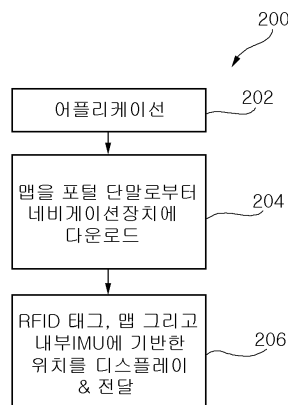 200
어플리케이션
202
맵을 포털 단말로부터
네비게이션장치에
다운로드
204
RFID 태그, 맵 그리고
내부IMU에 기반한
위치를 디스플레이
& 전달
206